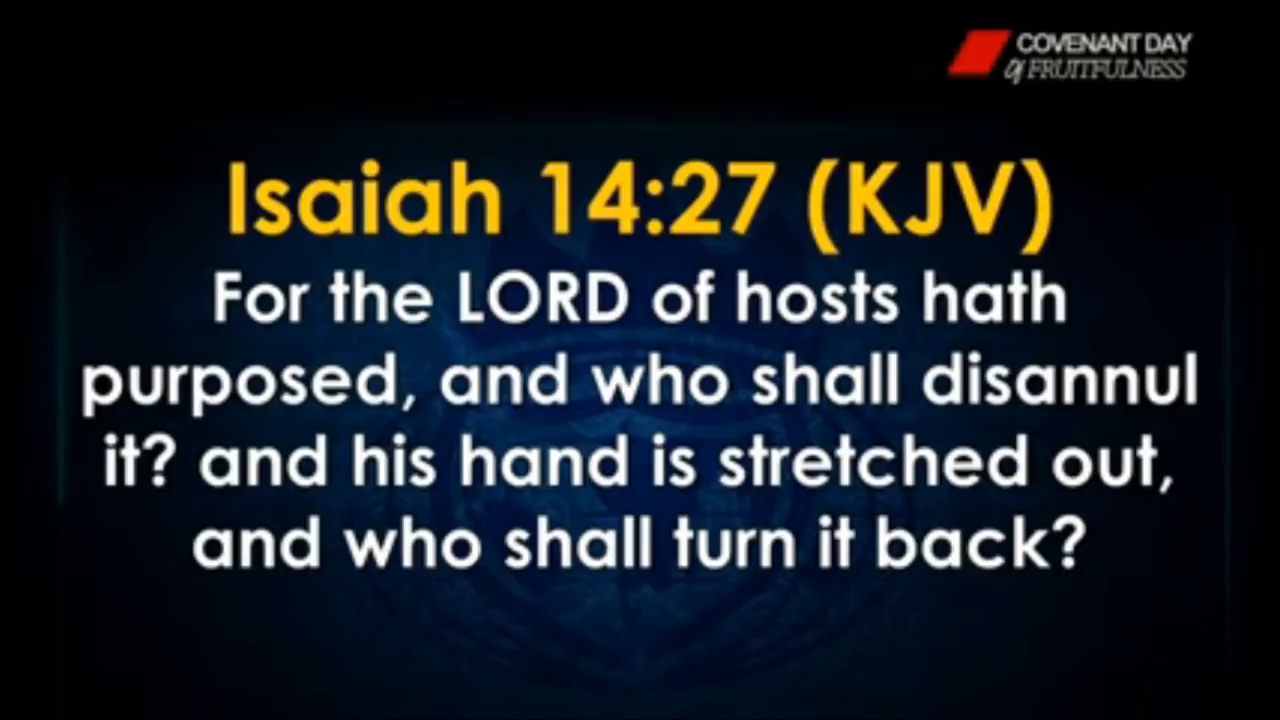 COVENANT DAY
of FRUITFULNESS
Isaiah 14:27 (KJV)
For the LORD of hosts hath
purposed, and who shall disannul
it? and his hand is stretched out,
and who shall turn it back?